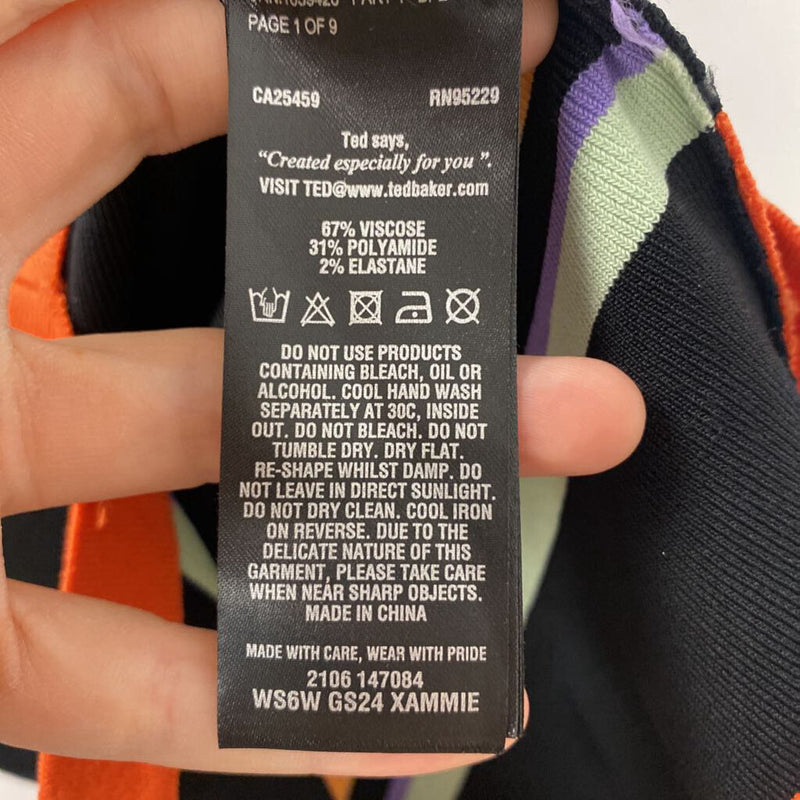 PAGE 1 OF 9
CA25459 RN95229
Ted says,
"Created especially for you".
VISIT TED@www.tedbaker.com
67% VISCOSE
31% POLYAMIDE
2% ELASTANE
DO NOT USE PRODUCTS
CONTAINING BLEACH, OIL OR
ALCOHOL. COOL HAND WASH
SEPARATELY AT 30C, INSIDE
OUT. DO NOT BLEACH. DO NOT
TUMBLE DRY. DRY FLAT.
RE-SHAPE WHILST DAMP. DO
NOT LEAVE IN DIRECT SUNLIGHT.
DO NOT DRY CLEAN. COOL IRON
ON REVERSE. DUE TO THE
DELICATE NATURE OF THIS
GARMENT, PLEASE TAKE CARE
WHEN NEAR SHARP OBJECTS.
MADE IN CHINA
MADE WITH CARE, WEAR WITH PRIDE
2106 147084
WS6W GS24 XAMMIE